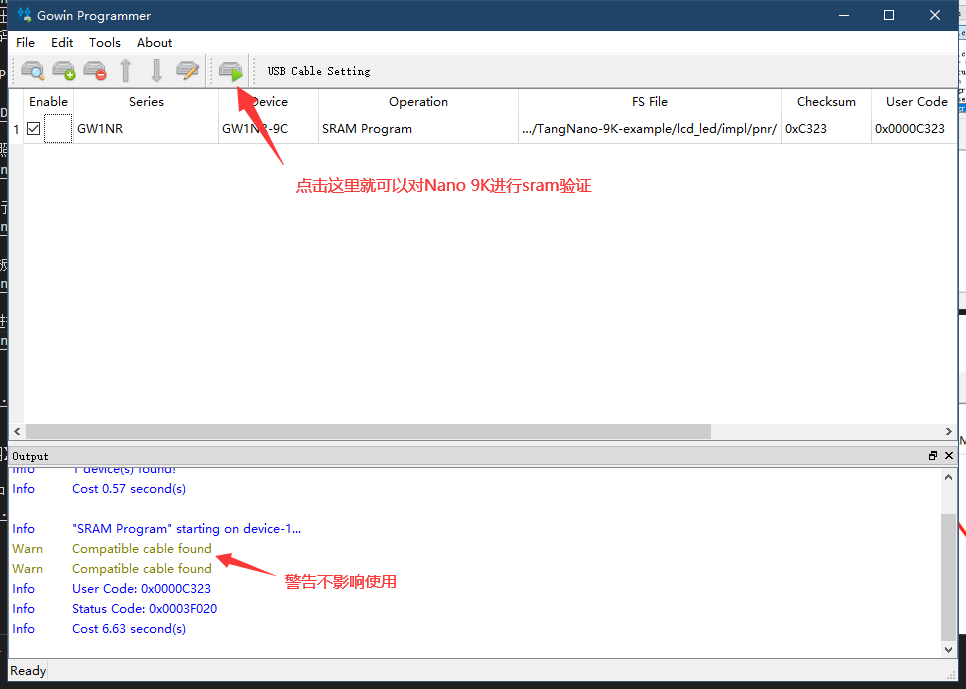 Gowin Programmer
File Edit Tools About
USB Cable Setting
Enable Series Device Operation FS File Checksum User Code
1 GW1NR GW1NR-9C SRAM Program .../TangNano-9K-example/lcd_led/impl/pnr/ 0xC323 0x0000C323
点击这里就可以对Nano 9K进行sram验证
Output
Info 1 device(s) found!
Info Cost 0.57 second(s)
Info "SRAM Program" starting on device-1...
Warn Compatible cable found
Warn Compatible cable found
警告不影响使用
Info User Code: 0x0000C323
Info Status Code: 0x0003F020
Info Cost 6.63 second(s)
Ready